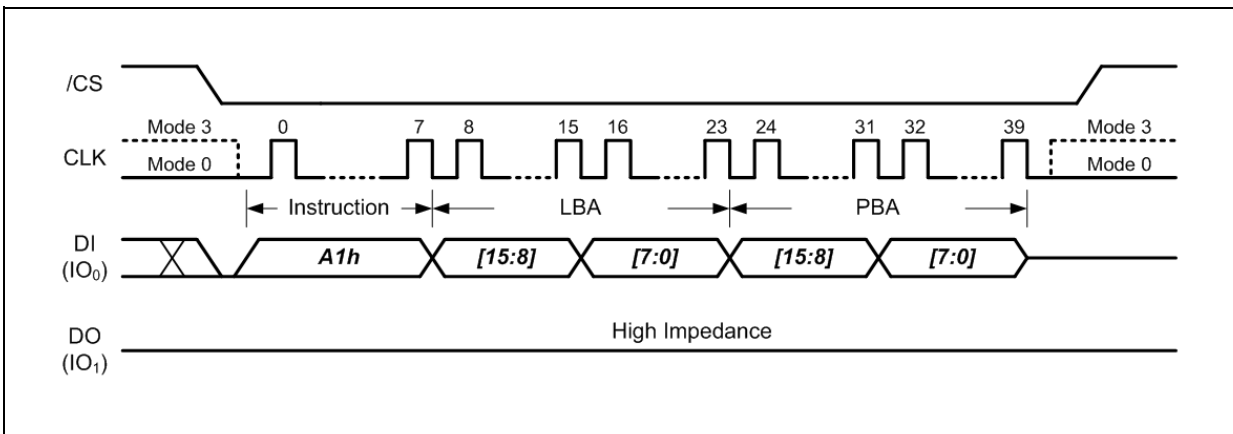 /CS
Mode 3 0 7 8 15 16 23 24 31 32 39 Mode 3
CLK
Mode 0 Mode 0
Instruction LBA PBA
DI
(IO₀)
A1h [15:8] [7:0] [15:8] [7:0]
DO
(IO₁)
High Impedance